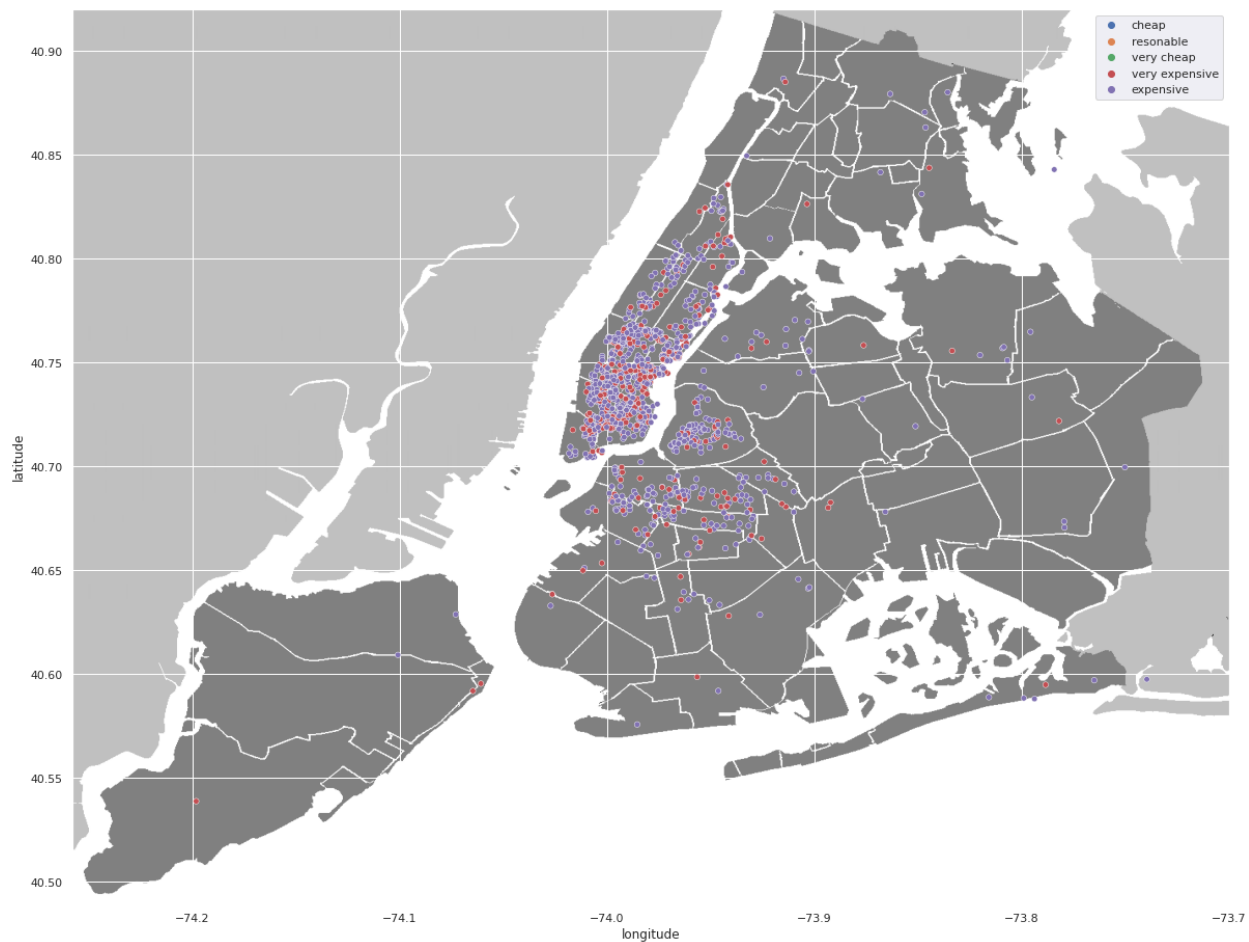 cheap
resonable
very cheap
very expensive
expensive
latitude
40.90
40.85
40.80
40.75
40.70
40.65
40.60
40.55
40.50
−74.2
−74.1
−74.0
−73.9
−73.8
−73.7
longitude